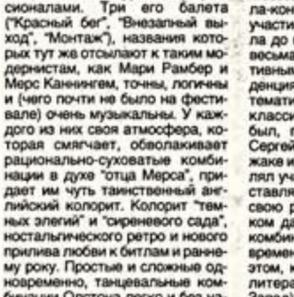 сионалами. Три его балета
("Красный бег", "Внезапный вы-
ход", "Монтаж"), названия кото-
рых тут же отсылают к таким мо-
дернистам, как Мари Рамбер и
Мерс Каннингем, точны, логичны
и (чего почти не было на фести-
вале) очень музыкальны. У каж-
дого из них своя атмосфера, ко-
торая смягчает, обволакивает
рационально-суховатые комби-
нации в духе "отца Мерса", при-
дает им чуть таинственный анг-
лийский колорит. Колорит "тем-
ных элегий" и "сиреневого сада",
ностальгического ретро и нового
прилива любви к битлам и ранне-
му року. Простые и сложные од-
новременно, танцевальные ком-
ла-кон
участи
ла до
весьма
тивным
денция
темати
класси
был,
Сергей
жаке и
лял уча
ставля
свою р
ком да
комбин
времен
этом, к
литера